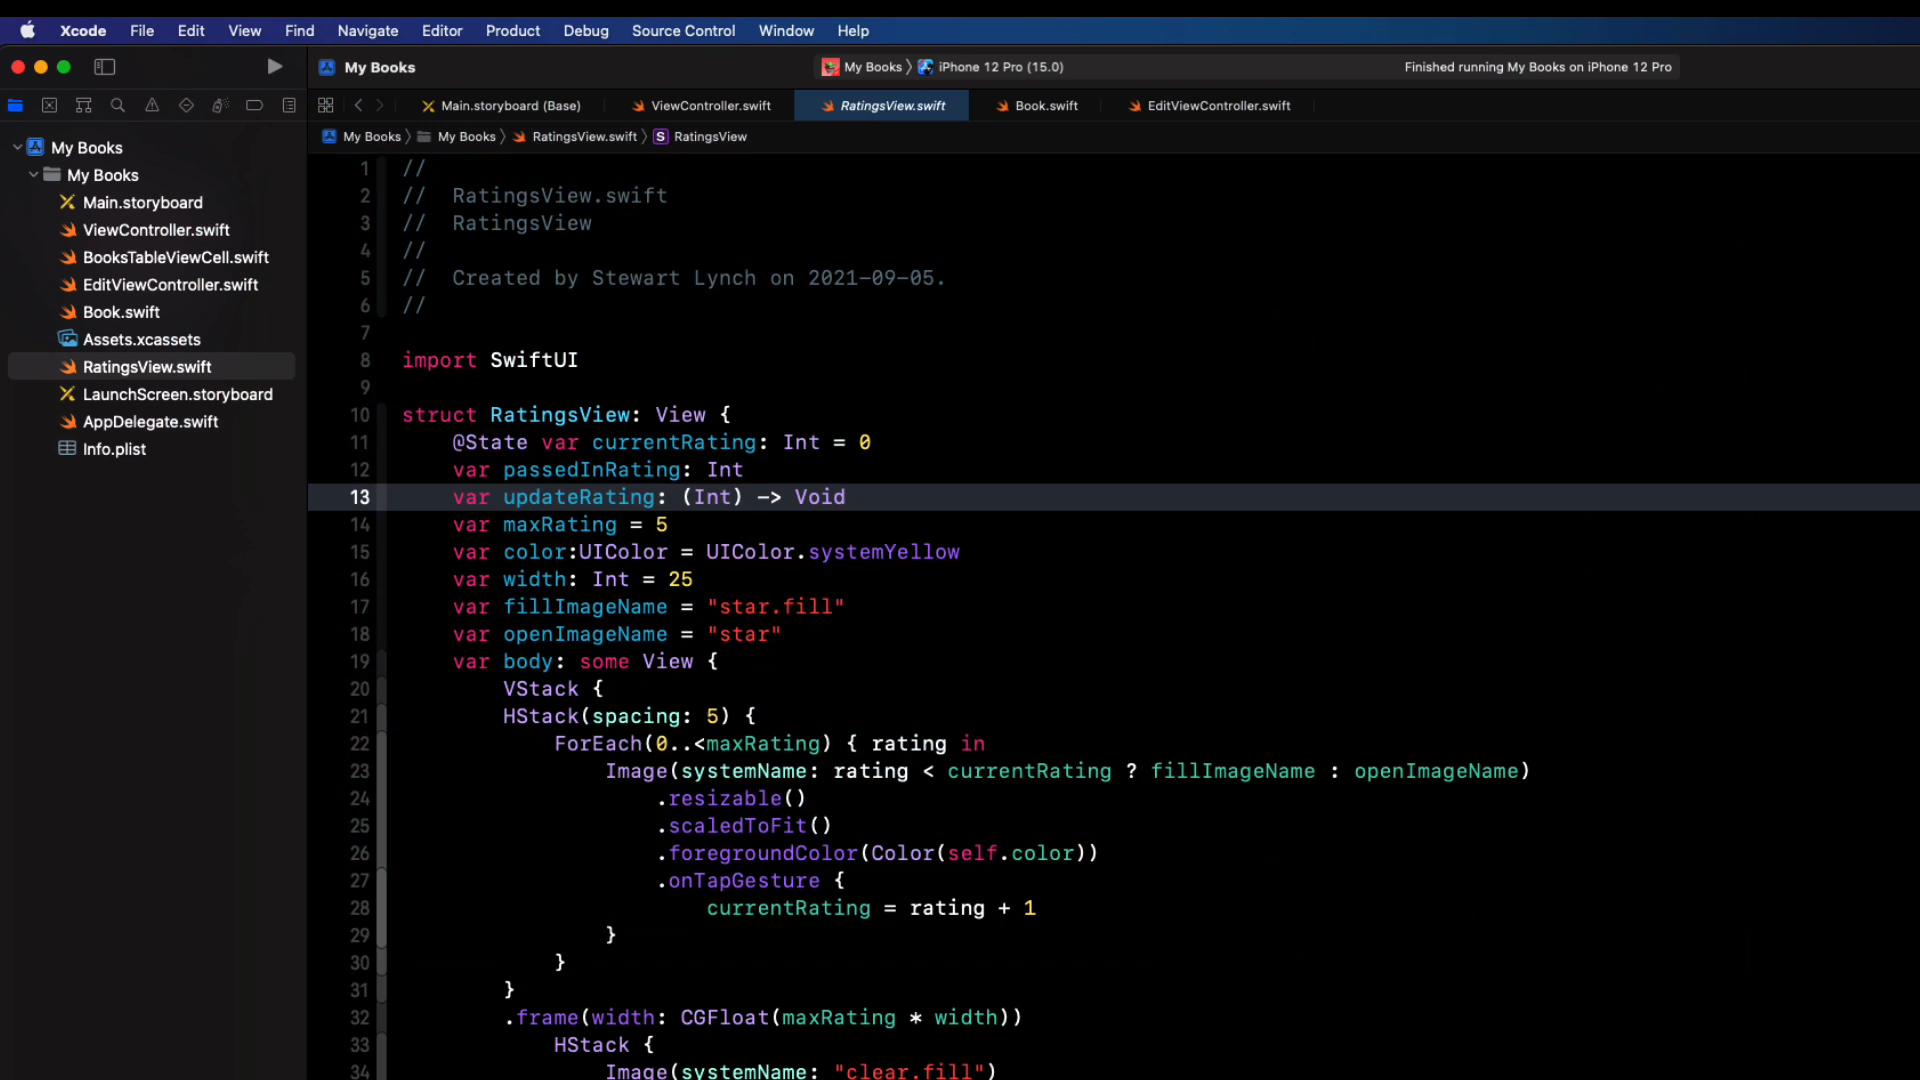 Xcode File Edit View Find Navigate Editor Product Debug Source Control Window Help
My Books
My Books iPhone 12 Pro (15.0)
Finished running My Books on iPhone 12 Pro
Main.storyboard (Base) ViewController.swift RatingsView.swift Book.swift EditViewController.swift
My Books My Books RatingsView.swift S RatingsView
My Books
My Books
Main.storyboard
ViewController.swift
BooksTableViewCell.swift
EditViewController.swift
Book.swift
Assets.xcassets
RatingsView.swift
LaunchScreen.storyboard
AppDelegate.swift
Info.plist
1 //
2 //  RatingsView.swift
3 //  RatingsView
4 //
5 //  Created by Stewart Lynch on 2021-09-05.
6 //
7
8 import SwiftUI
9
10 struct RatingsView: View {
11     @State var currentRating: Int = 0
12     var passedInRating: Int
13     var updateRating: (Int) -> Void
14     var maxRating = 5
15     var color:UIColor = UIColor.systemYellow
16     var width: Int = 25
17     var fillImageName = "star.fill"
18     var openImageName = "star"
19     var body: some View {
20         VStack {
21         HStack(spacing: 5) {
22             ForEach(0..<maxRating) { rating in
23                 Image(systemName: rating < currentRating ? fillImageName : openImageName)
24                     .resizable()
25                     .scaledToFit()
26                     .foregroundColor(Color(self.color))
27                     .onTapGesture {
28                         currentRating = rating + 1
29                 }
30             }
31         }
32         .frame(width: CGFloat(maxRating * width))
33             HStack {
34                 Image(systemName: "clear.fill")